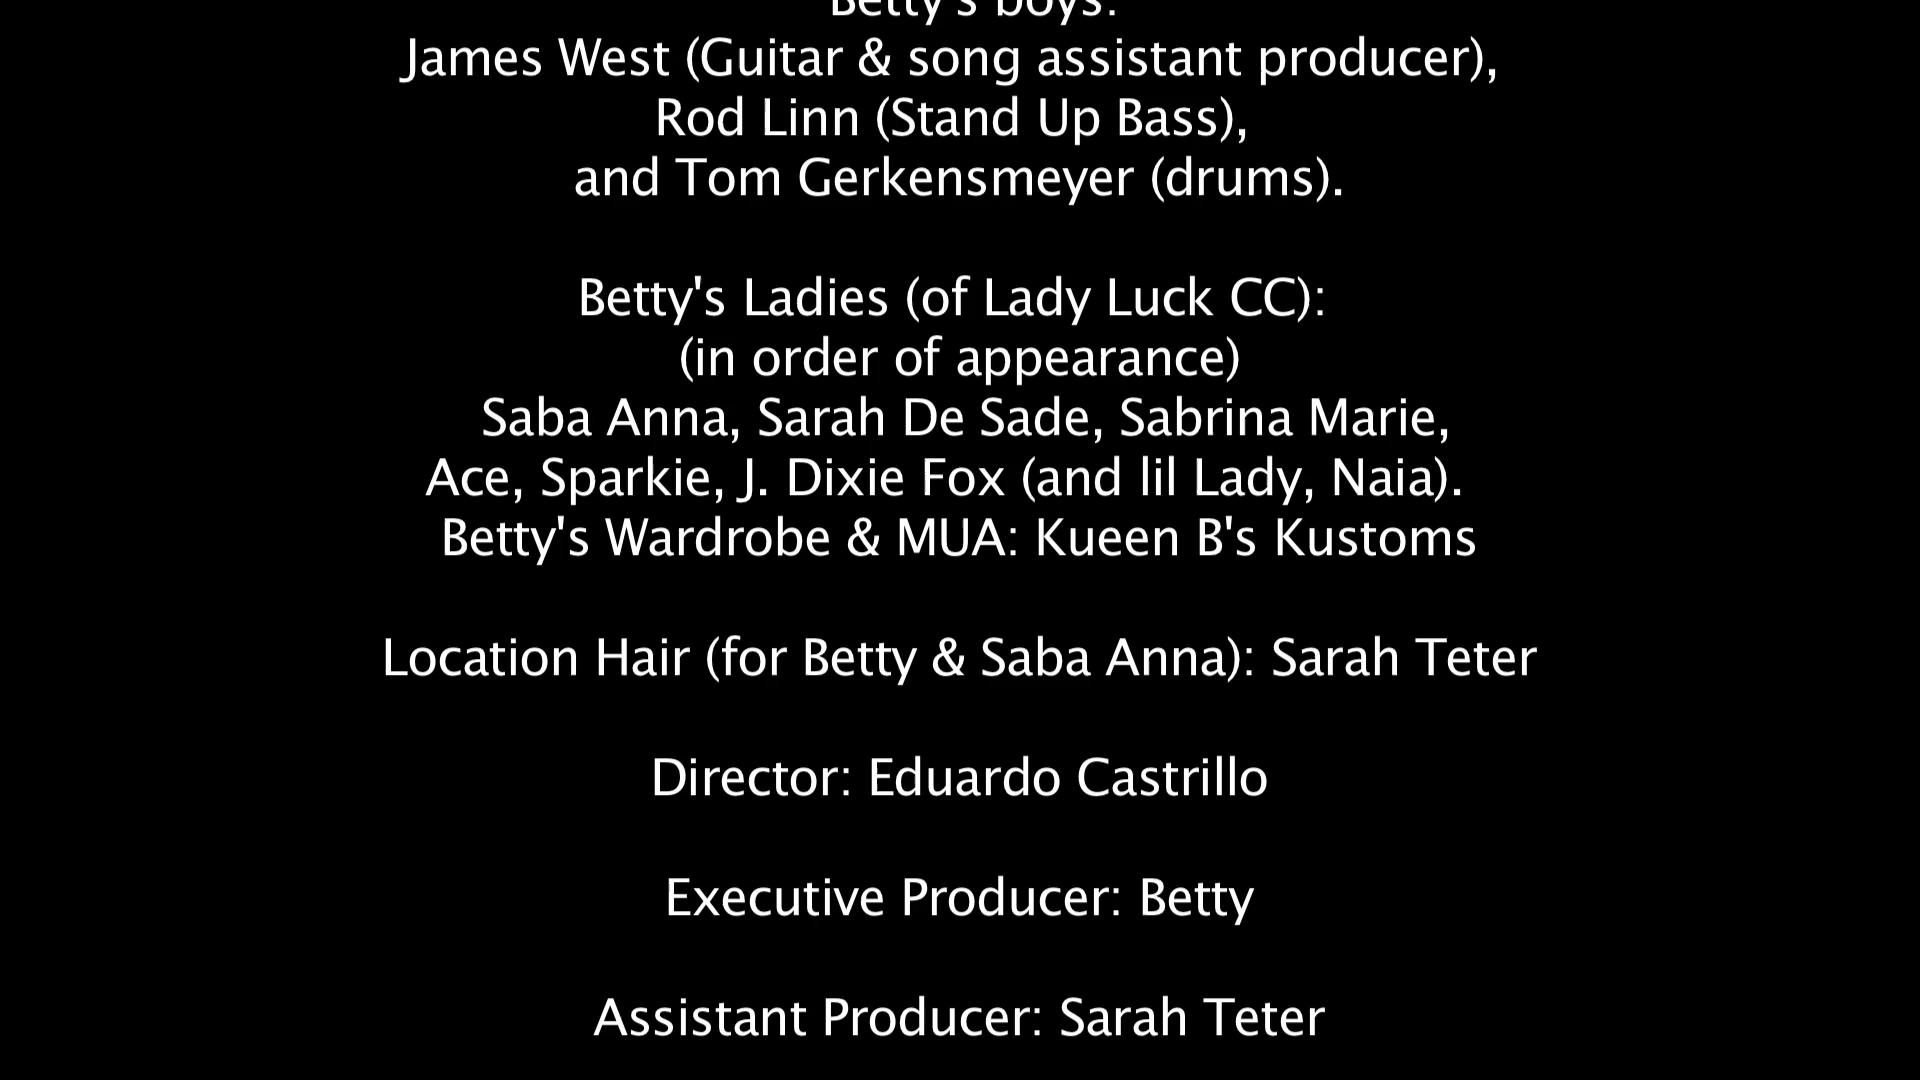 Betty's boys:
James West (Guitar & song assistant producer),
Rod Linn (Stand Up Bass),
and Tom Gerkensmeyer (drums).
Betty's Ladies (of Lady Luck CC):
(in order of appearance)
Saba Anna, Sarah De Sade, Sabrina Marie,
Ace, Sparkie, J. Dixie Fox (and lil Lady, Naia).
Betty's Wardrobe & MUA: Kueen B's Kustoms
Location Hair (for Betty & Saba Anna): Sarah Teter
Director: Eduardo Castrillo
Executive Producer: Betty
Assistant Producer: Sarah Teter